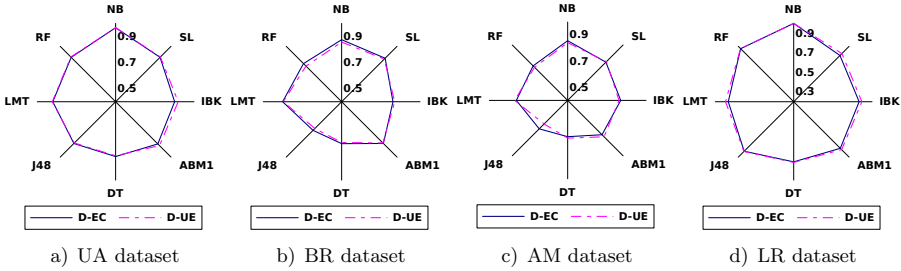 NB NB NB NB
RF SL RF SL RF SL RF SL
0.9 0.9 0.9 0.9
0.7 0.7 0.7 0.7
0.5
0.5 0.5 0.5 0.3
LMT IBK LMT IBK LMT IBK LMT IBK
J48 ABM1 J48 ABM1 J48 ABM1 J48 ABM1
DT DT DT DT
D-EC D-UE D-EC D-UE D-EC D-UE D-EC D-UE
a) UA dataset b) BR dataset c) AM dataset d) LR dataset